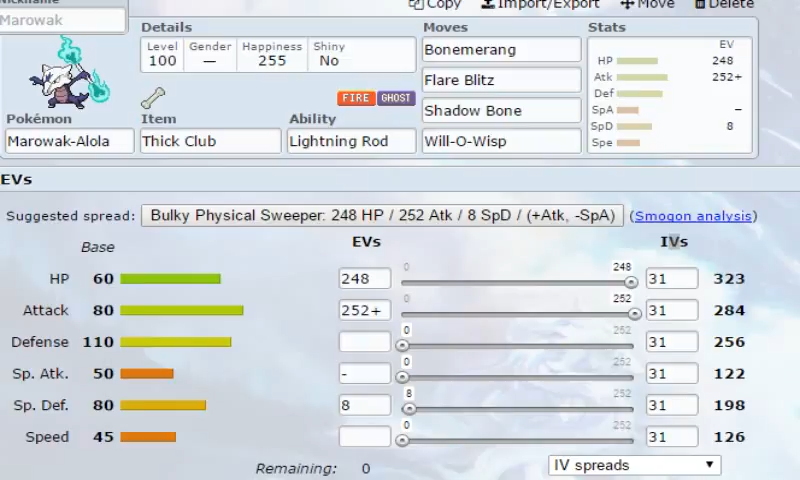 Nickname
Copy Import/Export Move Delete
Marowak
Details
Moves
Stats
Level Gender Happiness Shiny
100 — 255 No
Bonemerang
Flare Blitz
Shadow Bone
Will-O-Wisp
EV
HP 248
Atk 252+
Def
SpA –
SpD 8
Spe
FIRE GHOST
Pokémon Item Ability
Marowak-Alola Thick Club Lightning Rod
EVs
Suggested spread: Bulky Physical Sweeper: 248 HP / 252 Atk / 8 SpD / (+Atk, -SpA) (Smogon analysis)
Base EVs IVs
HP 60 248 0 248 31 323
Attack 80 252+ 0 252 31 284
Defense 110 0 252 31 256
Sp. Atk. 50 - 0 252 31 122
Sp. Def. 80 8 8 252 31 198
Speed 45 0 252 31 126
Remaining: 0 IV spreads